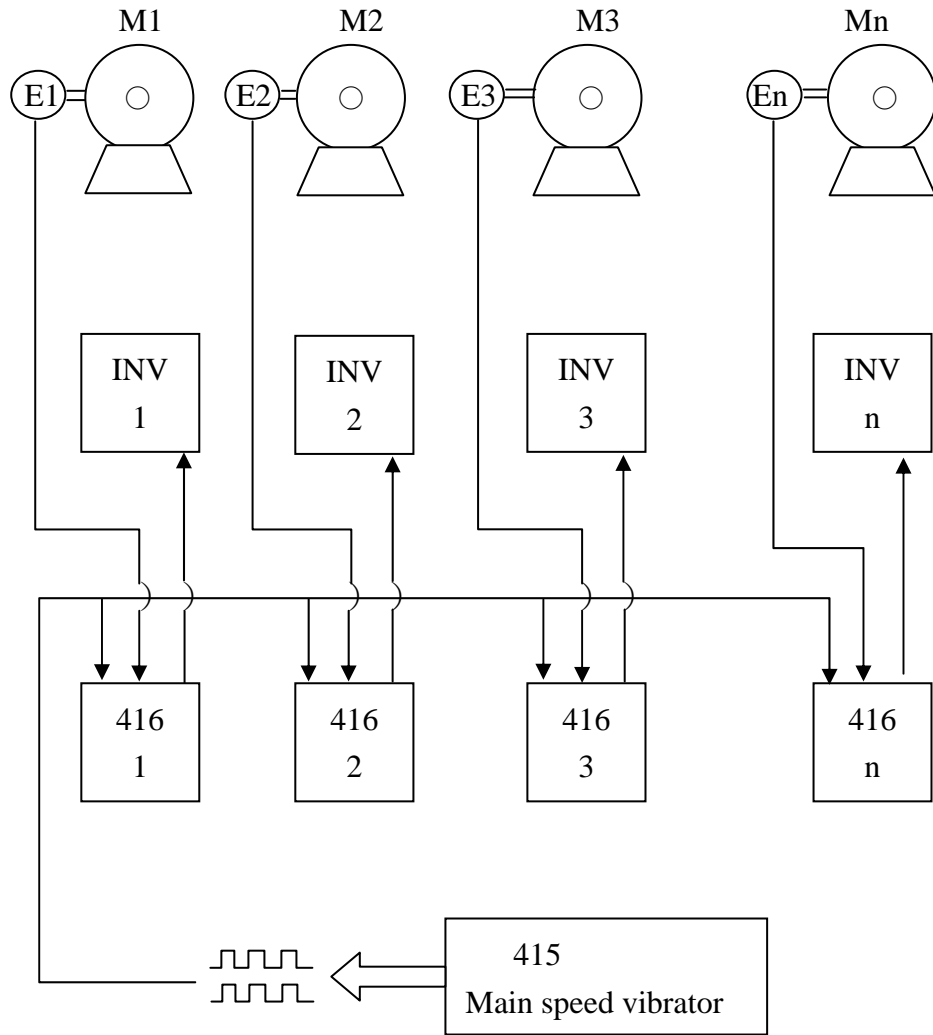 M1 M2 M3 Mn
E1 E2 E3 En
INV INV INV INV
1 2 3 n
416 416 416 416
1 2 3 n
415
Main speed vibrator